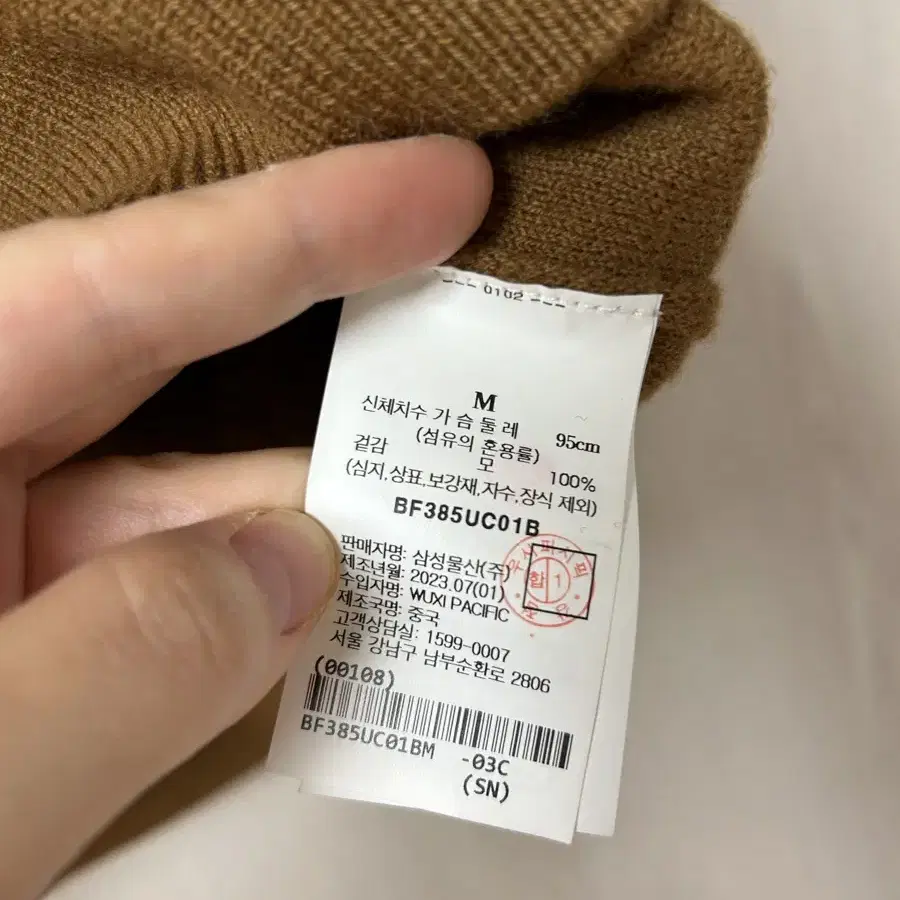 0102
M
신체치수 가 슴 둘 레 95cm
(섬유의 혼용률)
겉감 모 100%
(심지,상표,보강재,자수,장식 제외)
BF385UC01B
판매자명: 삼성물산(주)
제조년월: 2023.07(01)
수입자명: WUXI PACIFIC
제조국명: 중국
고객상담실: 1599-0007
서울 강남구 남부순환로 2806
합 1
(00108)
BF385UC01BM -03C
(SN)